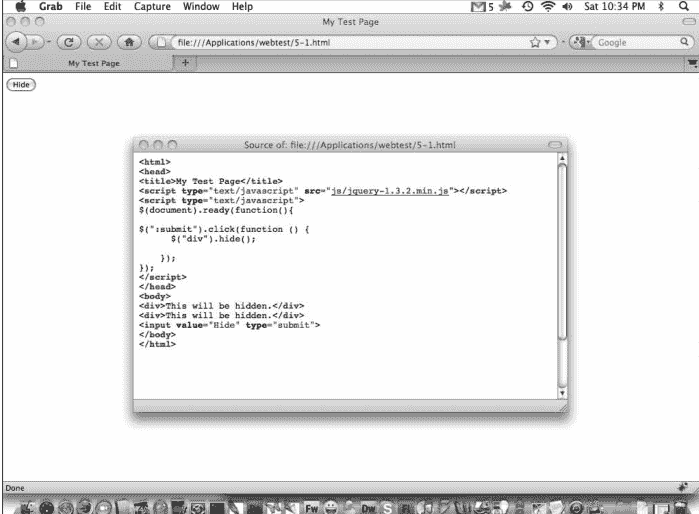 Grab File Edit Capture Window Help 5 Sat 10:34 PM
My Test Page
file:///Applications/webtest/5-1.html Google
My Test Page +
Hide
Source of: file:///Applications/webtest/5-1.html
<html>
<head>
<title>My Test Page</title>
<script type="text/javascript" src="js/jquery-1.3.2.min.js"></script>
<script type="text/javascript">
$(document).ready(function(){
$(":submit").click(function () {
$("div").hide();
});
});
</script>
</head>
<body>
<div>This will be hidden.</div>
<div>This will be hidden.</div>
<input value="Hide" type="submit">
</body>
</html>
Done
Fw Dw S Fl